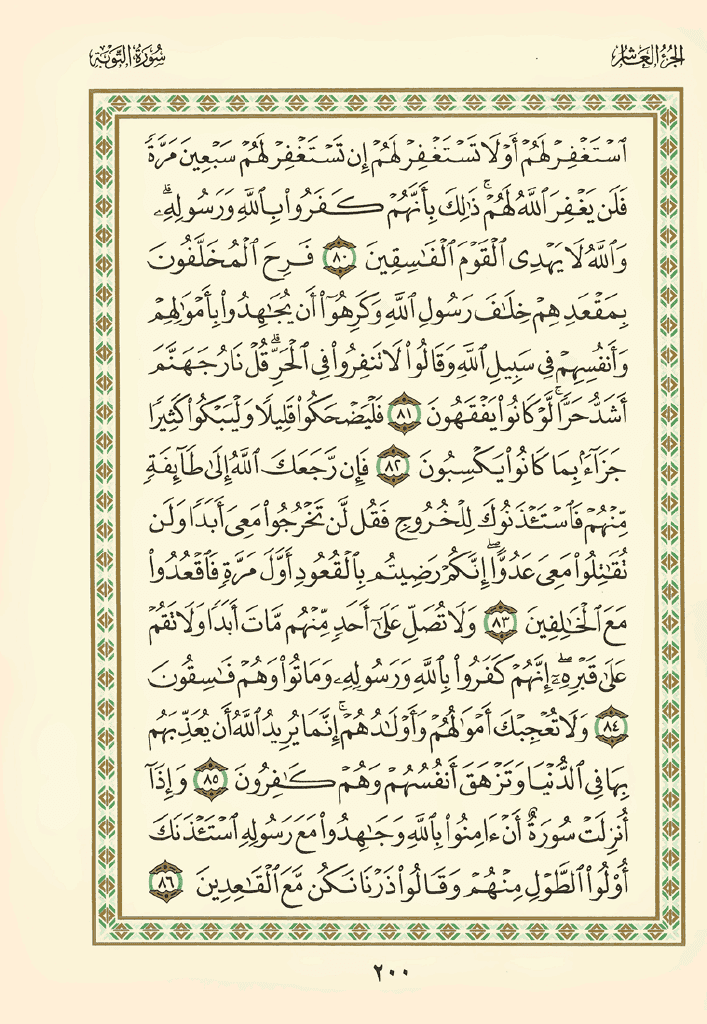 الجزء العاشر
سورة التوبة
ٱسۡتَغۡفِرۡ لَهُمۡ أَوۡ لَا تَسۡتَغۡفِرۡ لَهُمۡ إِن تَسۡتَغۡفِرۡ لَهُمۡ سَبۡعِينَ مَرَّةٗ
فَلَن يَغۡفِرَ ٱللَّهُ لَهُمۡۚ ذَٰلِكَ بِأَنَّهُمۡ كَفَرُواْ بِٱللَّهِ وَرَسُولِهِۦۗ
وَٱللَّهُ لَا يَهۡدِي ٱلۡقَوۡمَ ٱلۡفَٰسِقِينَ ٨٠ فَرِحَ ٱلۡمُخَلَّفُونَ
بِمَقۡعَدِهِمۡ خِلَٰفَ رَسُولِ ٱللَّهِ وَكَرِهُوٓاْ أَن يُجَٰهِدُواْ بِأَمۡوَٰلِهِمۡ
وَأَنفُسِهِمۡ فِي سَبِيلِ ٱللَّهِ وَقَالُواْ لَا تَنفِرُواْ فِي ٱلۡحَرِّۗ قُلۡ نَارُ جَهَنَّمَ
أَشَدُّ حَرّٗاۚ لَّوۡ كَانُواْ يَفۡقَهُونَ ٨١ فَلۡيَضۡحَكُواْ قَلِيلٗا وَلۡيَبۡكُواْ كَثِيرٗا
جَزَآءَۢ بِمَا كَانُواْ يَكۡسِبُونَ ٨٢ فَإِن رَّجَعَكَ ٱللَّهُ إِلَىٰ طَآئِفَةٖ
مِّنۡهُمۡ فَٱسۡتَـٔۡذَنُوكَ لِلۡخُرُوجِ فَقُل لَّن تَخۡرُجُواْ مَعِيَ أَبَدٗا وَلَن
تُقَٰتِلُواْ مَعِيَ عَدُوًّاۖ إِنَّكُمۡ رَضِيتُم بِٱلۡقُعُودِ أَوَّلَ مَرَّةٖ فَٱقۡعُدُواْ
مَعَ ٱلۡخَٰلِفِينَ ٨٣ وَلَا تُصَلِّ عَلَىٰٓ أَحَدٖ مِّنۡهُم مَّاتَ أَبَدٗا وَلَا تَقُمۡ
عَلَىٰ قَبۡرِهِۦٓۖ إِنَّهُمۡ كَفَرُواْ بِٱللَّهِ وَرَسُولِهِۦ وَمَاتُواْ وَهُمۡ فَٰسِقُونَ
٨٤ وَلَا تُعۡجِبۡكَ أَمۡوَٰلُهُمۡ وَأَوۡلَٰدُهُمۡۚ إِنَّمَا يُرِيدُ ٱللَّهُ أَن يُعَذِّبَهُم
بِهَا فِي ٱلدُّنۡيَا وَتَزۡهَقَ أَنفُسُهُمۡ وَهُمۡ كَٰفِرُونَ ٨٥ وَإِذَآ
أُنزِلَتۡ سُورَةٌ أَنۡ ءَامِنُواْ بِٱللَّهِ وَجَٰهِدُواْ مَعَ رَسُولِهِ ٱسۡتَـٔۡذَنَكَ
أُوْلُواْ ٱلطَّوۡلِ مِنۡهُمۡ وَقَالُواْ ذَرۡنَا نَكُن مَّعَ ٱلۡقَٰعِدِينَ ٨٦
٢٠٠